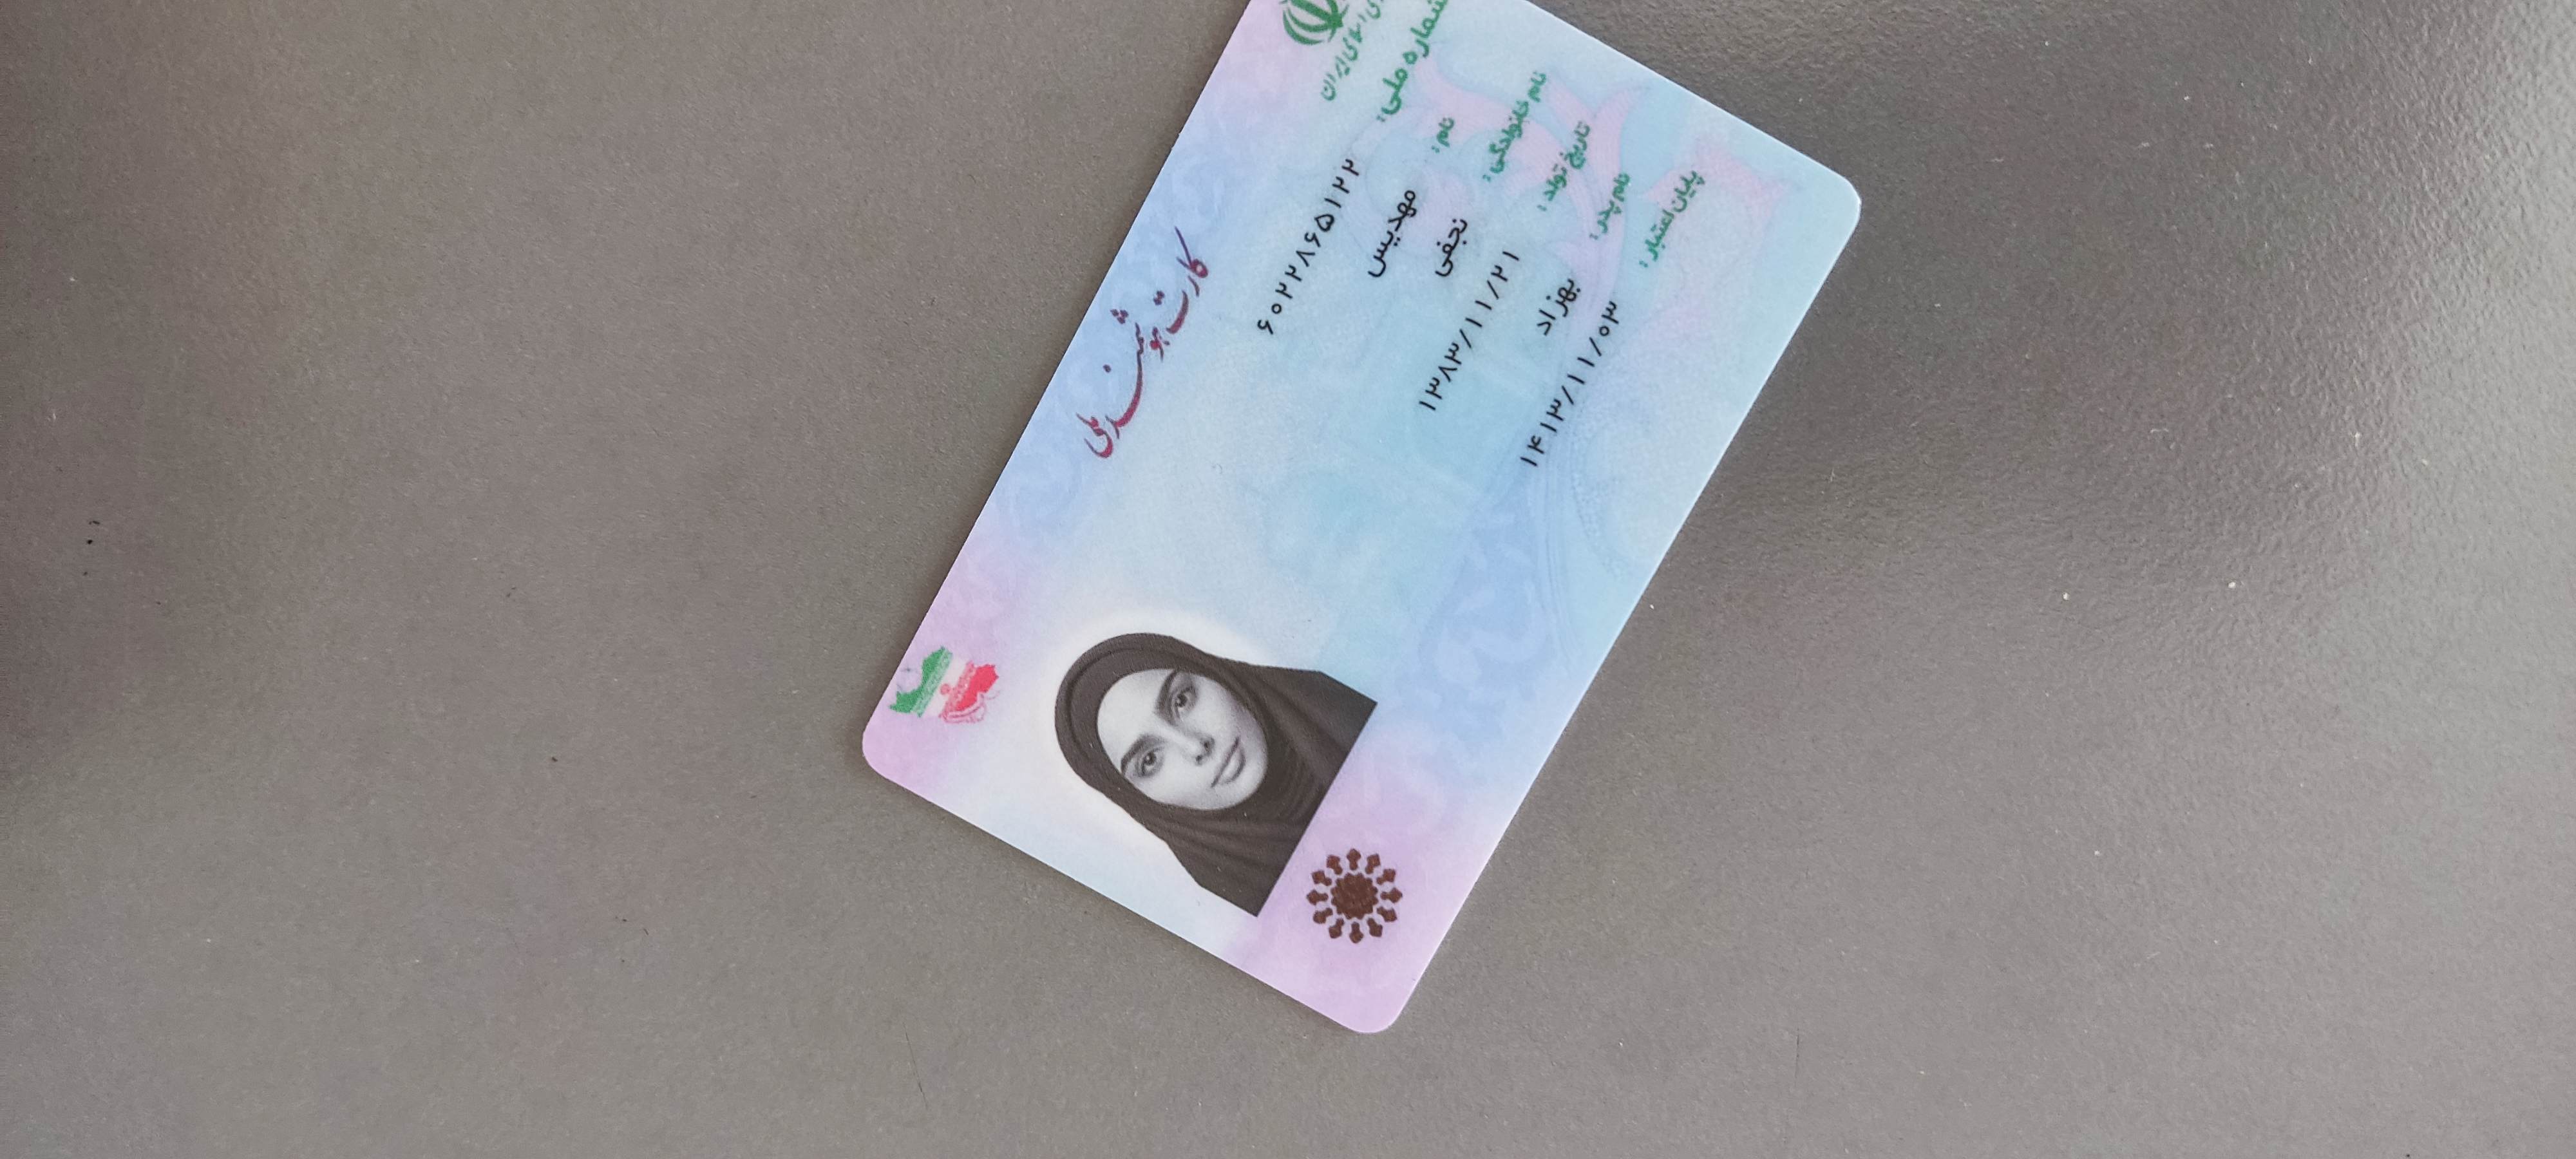 کارت هوشمند ملی
اسلامی ایران
شماره ملی: ۶۰۲۲۸۶۵۱۲۲
نام: مهدیس
نام خانوادگی: نجفی
تاریخ تولد: ۱۳۸۳/۱۱/۲۱
نام پدر: بهزاد
پایان اعتبار: ۱۴۱۳/۱۱/۰۳